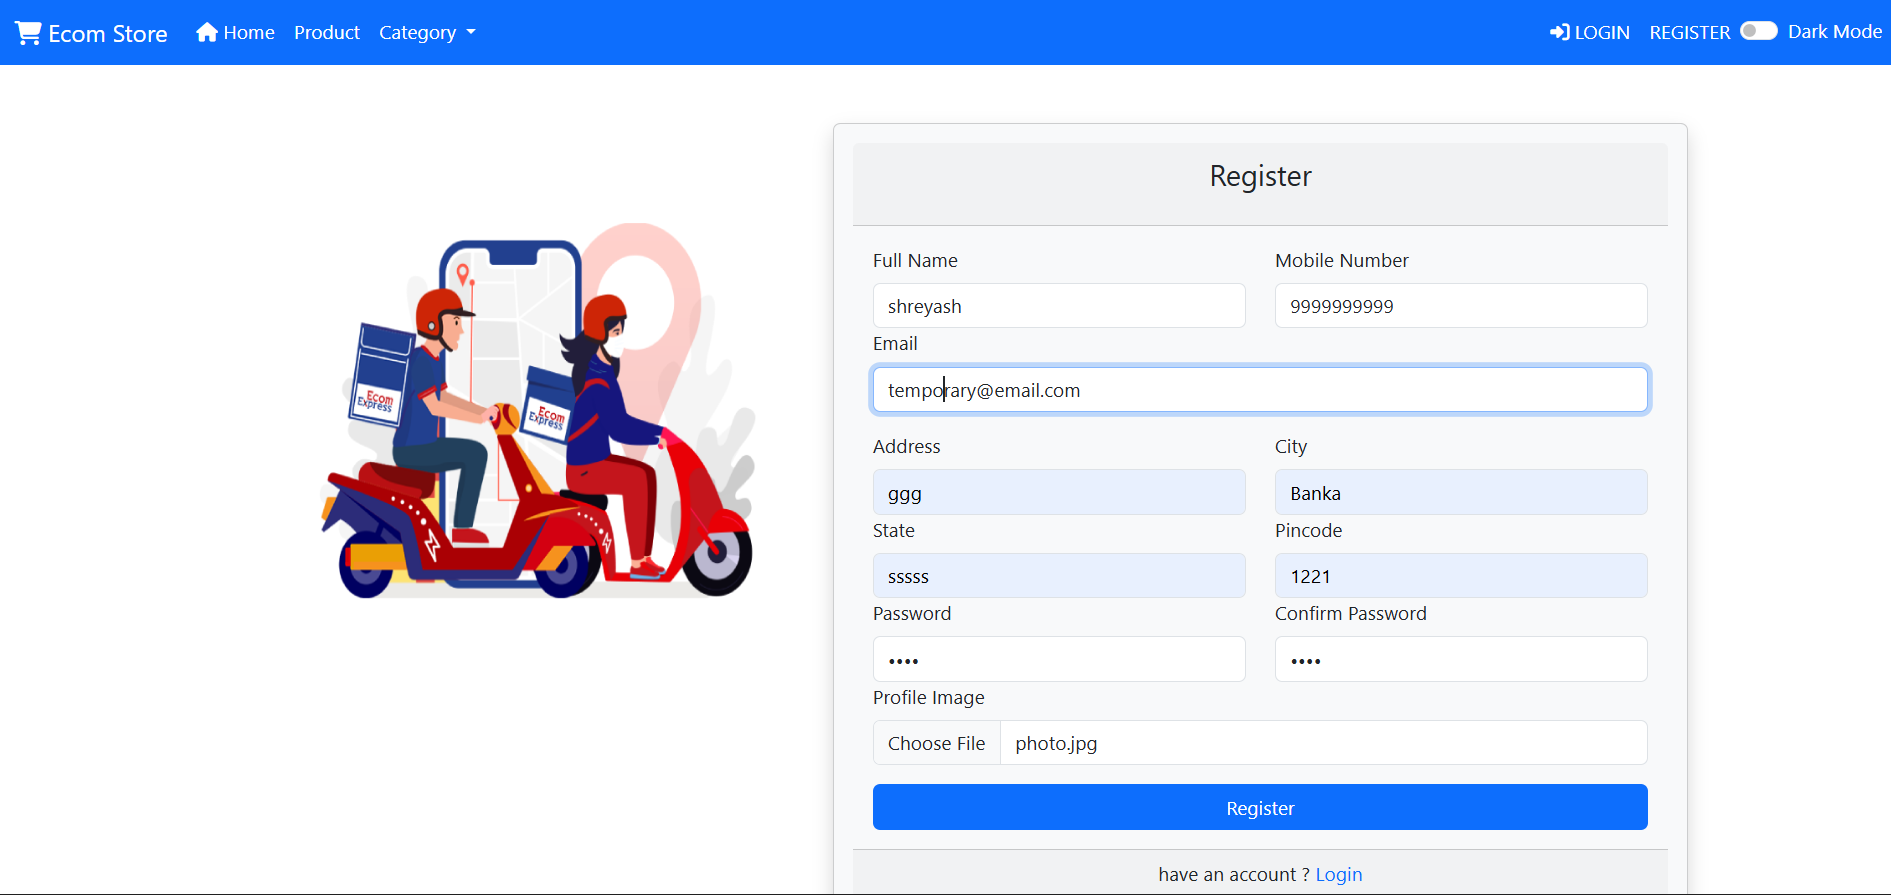 Ecom Store Home Product Category LOGIN REGISTER Dark Mode
Register
Full Name Mobile Number
shreyash 9999999999
Email
temporary@email.com
Address City
ggg Banka
State Pincode
sssss 1221
Password Confirm Password
•••• ••••
Profile Image
Choose File photo.jpg
Register
have an account ? Login
Ecom
Express
Ecom
Express